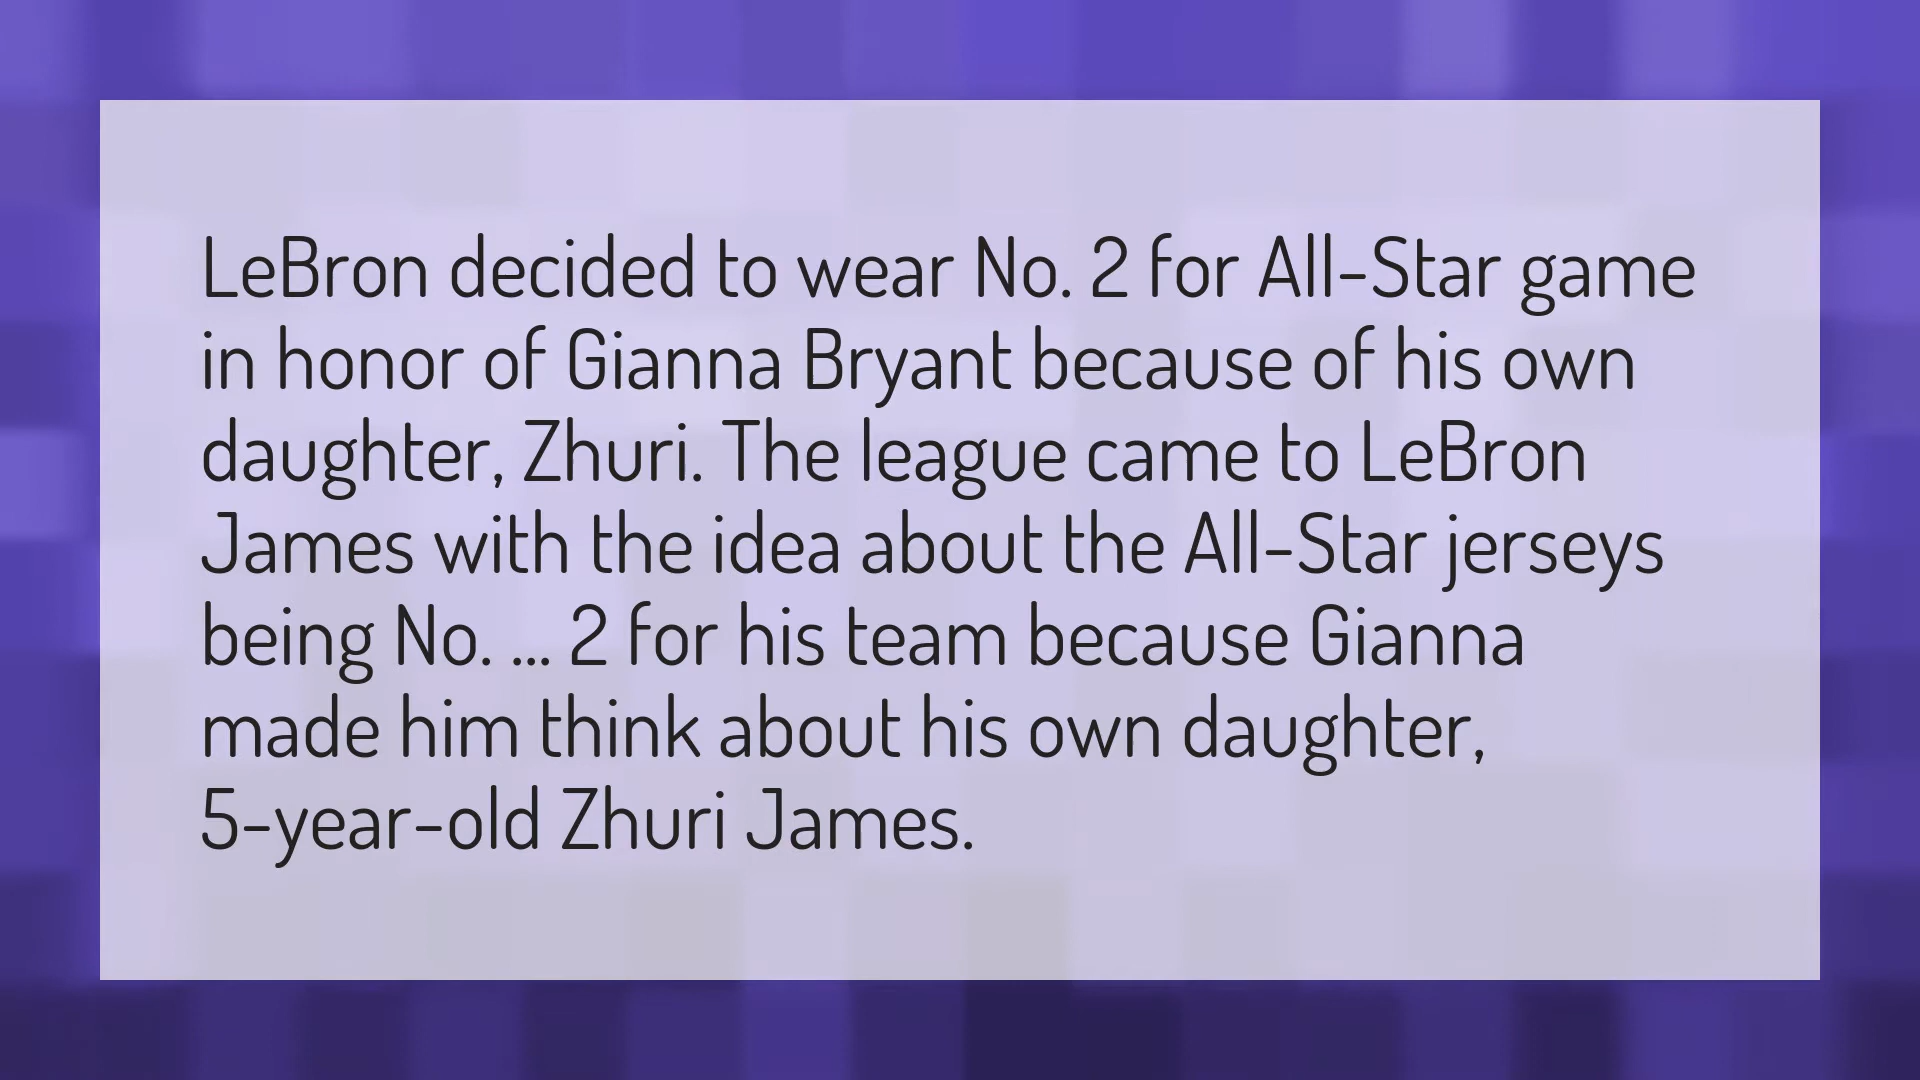 LeBron decided to wear No. 2 for All-Star game
in honor of Gianna Bryant because of his own
daughter, Zhuri. The league came to LeBron
James with the idea about the All-Star jerseys
being No. ... 2 for his team because Gianna
made him think about his own daughter,
5-year-old Zhuri James.